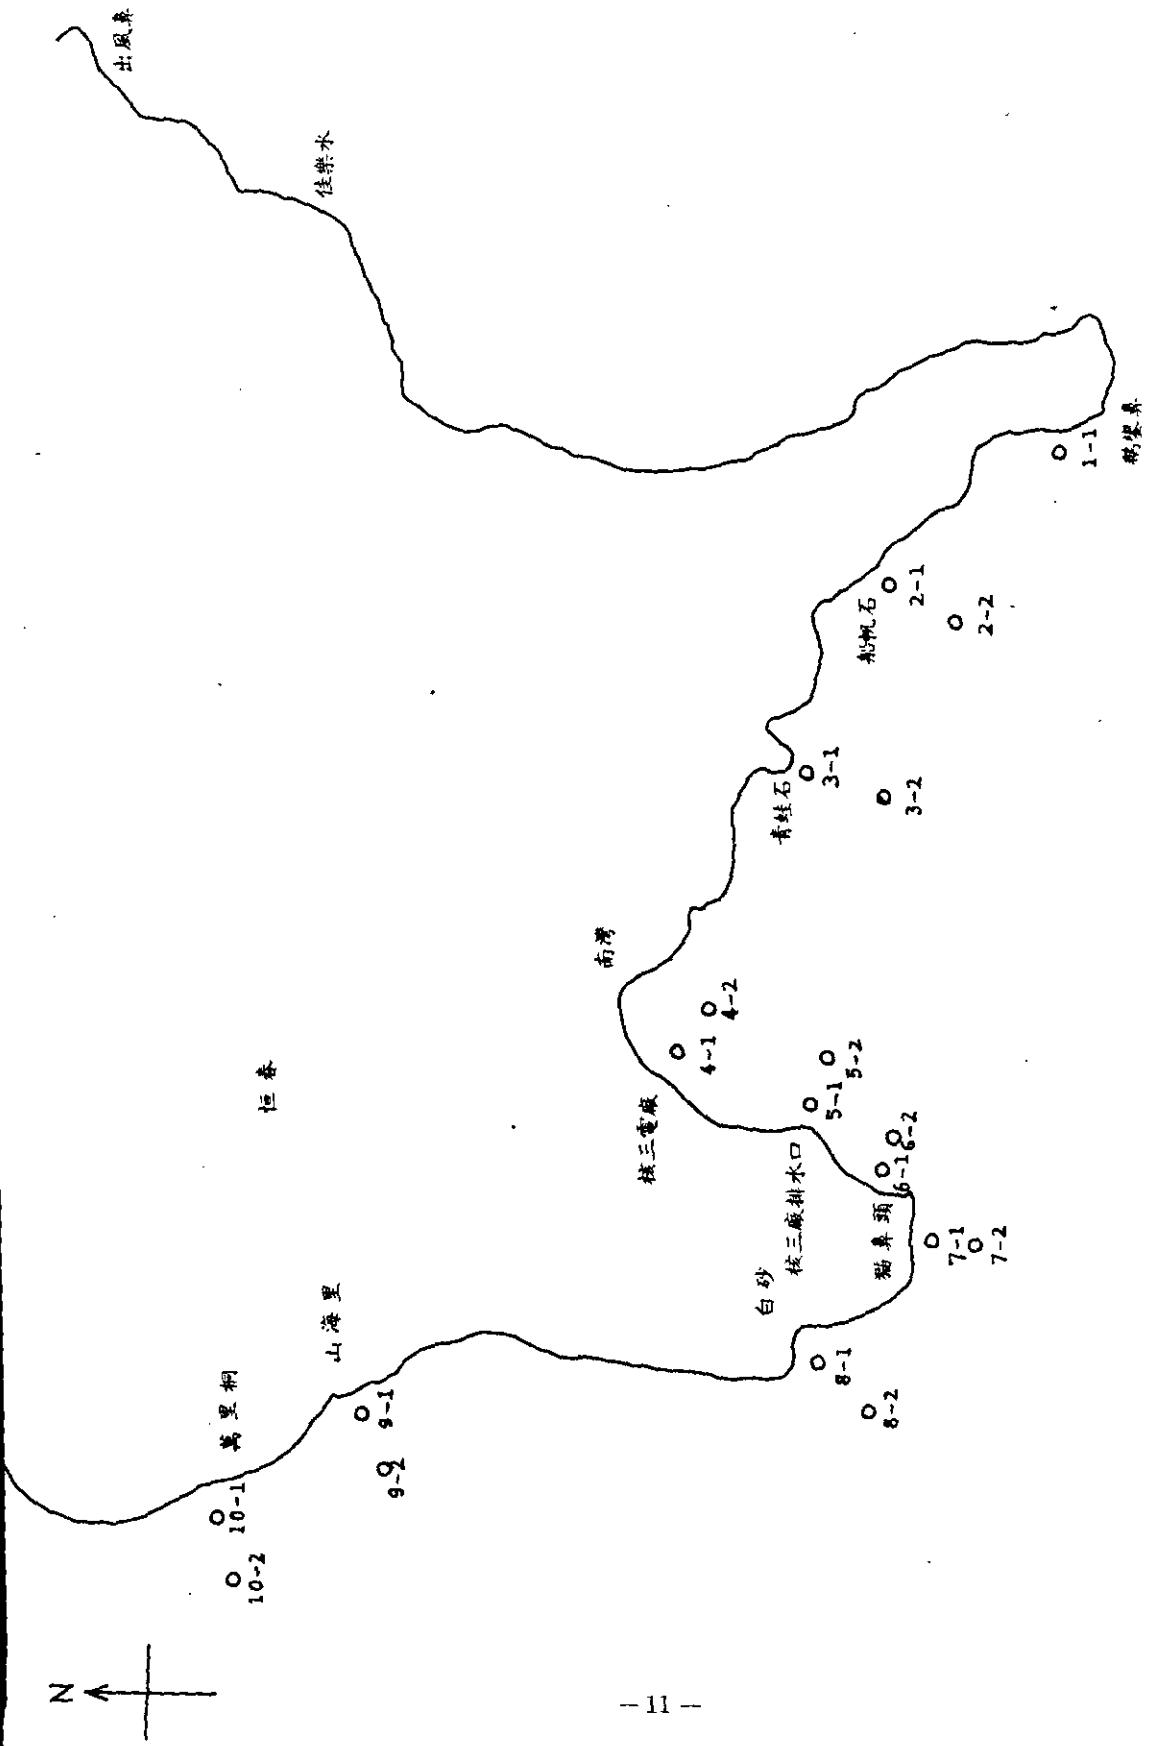 N
出風鼻
佳樂水
恒春
南灣
核三電廠
核三廠排水口
白砂
貓鼻頭
山海里
萬里桐
青蛙石
船帆石
鵝鑾鼻
1-1
2-1
2-2
3-1
3-2
4-1
4-2
5-1
5-2
6-1
6-2
7-1
7-2
8-1
8-2
9-1
9-2
10-1
10-2
— 11 —